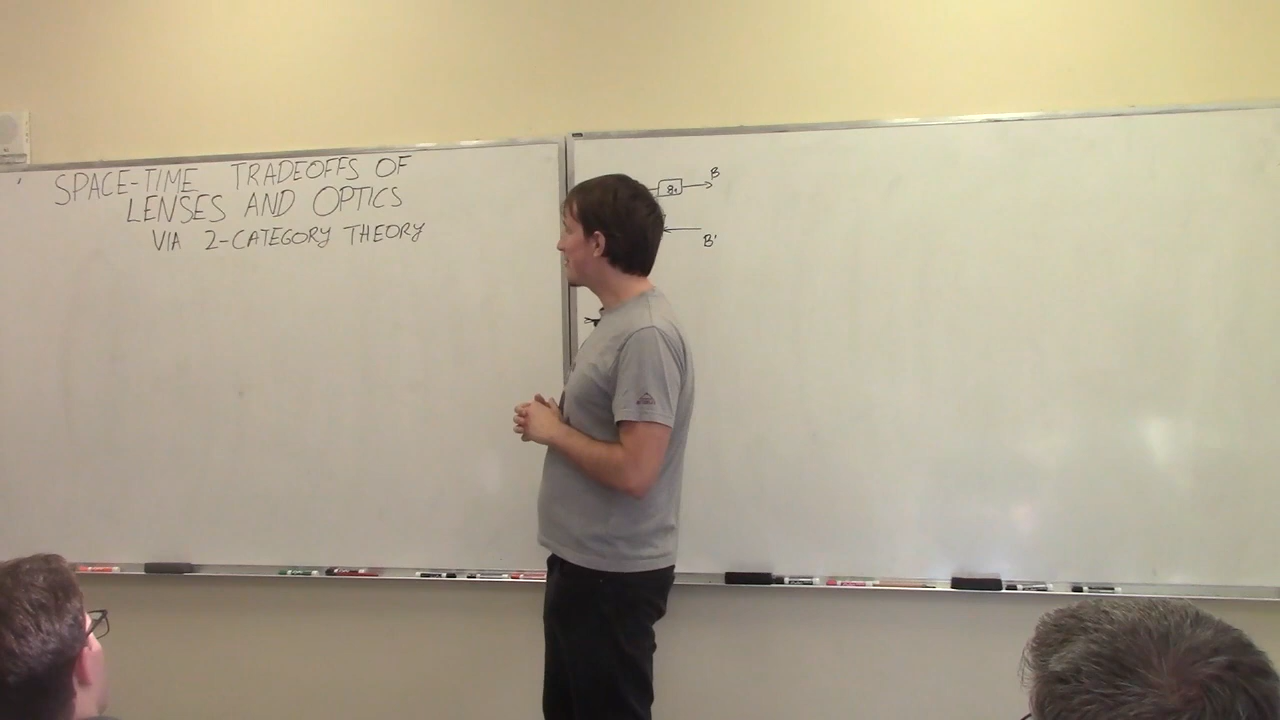 SPACE-TIME TRADEOFFS OF
LENSES AND OPTICS
VIA 2-CATEGORY THEORY
B
B'